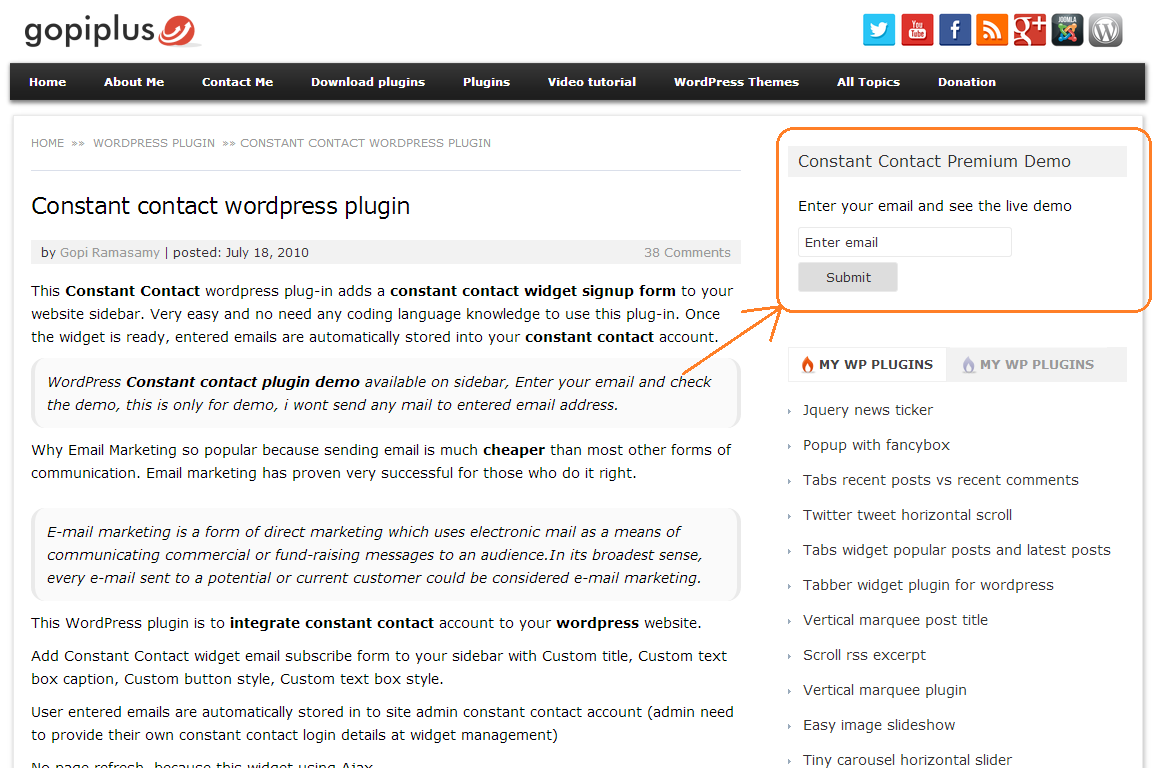 gopiplus
You
Tube
g+
JOOMLA
Home About Me Contact Me Download plugins Plugins Video tutorial WordPress Themes All Topics Donation
HOME »» WORDPRESS PLUGIN »» CONSTANT CONTACT WORDPRESS PLUGIN
Constant contact wordpress plugin
by Gopi Ramasamy | posted: July 18, 2010 38 Comments
This Constant Contact wordpress plug-in adds a constant contact widget signup form to your
website sidebar. Very easy and no need any coding language knowledge to use this plug-in. Once
the widget is ready, entered emails are automatically stored into your constant contact account.
WordPress Constant contact plugin demo available on sidebar, Enter your email and check
the demo, this is only for demo, i wont send any mail to entered email address.
Why Email Marketing so popular because sending email is much cheaper than most other forms of
communication. Email marketing has proven very successful for those who do it right.
E-mail marketing is a form of direct marketing which uses electronic mail as a means of
communicating commercial or fund-raising messages to an audience.In its broadest sense,
every e-mail sent to a potential or current customer could be considered e-mail marketing.
This WordPress plugin is to integrate constant contact account to your wordpress website.
Add Constant Contact widget email subscribe form to your sidebar with Custom title, Custom text
box caption, Custom button style, Custom text box style.
User entered emails are automatically stored in to site admin constant contact account (admin need
to provide their own constant contact login details at widget management)
No page refresh, because this widget using Ajax
Constant Contact Premium Demo
Enter your email and see the live demo
Enter email
Submit
MY WP PLUGINS MY WP PLUGINS
Jquery news ticker
Popup with fancybox
Tabs recent posts vs recent comments
Twitter tweet horizontal scroll
Tabs widget popular posts and latest posts
Tabber widget plugin for wordpress
Vertical marquee post title
Scroll rss excerpt
Vertical marquee plugin
Easy image slideshow
Tiny carousel horizontal slider